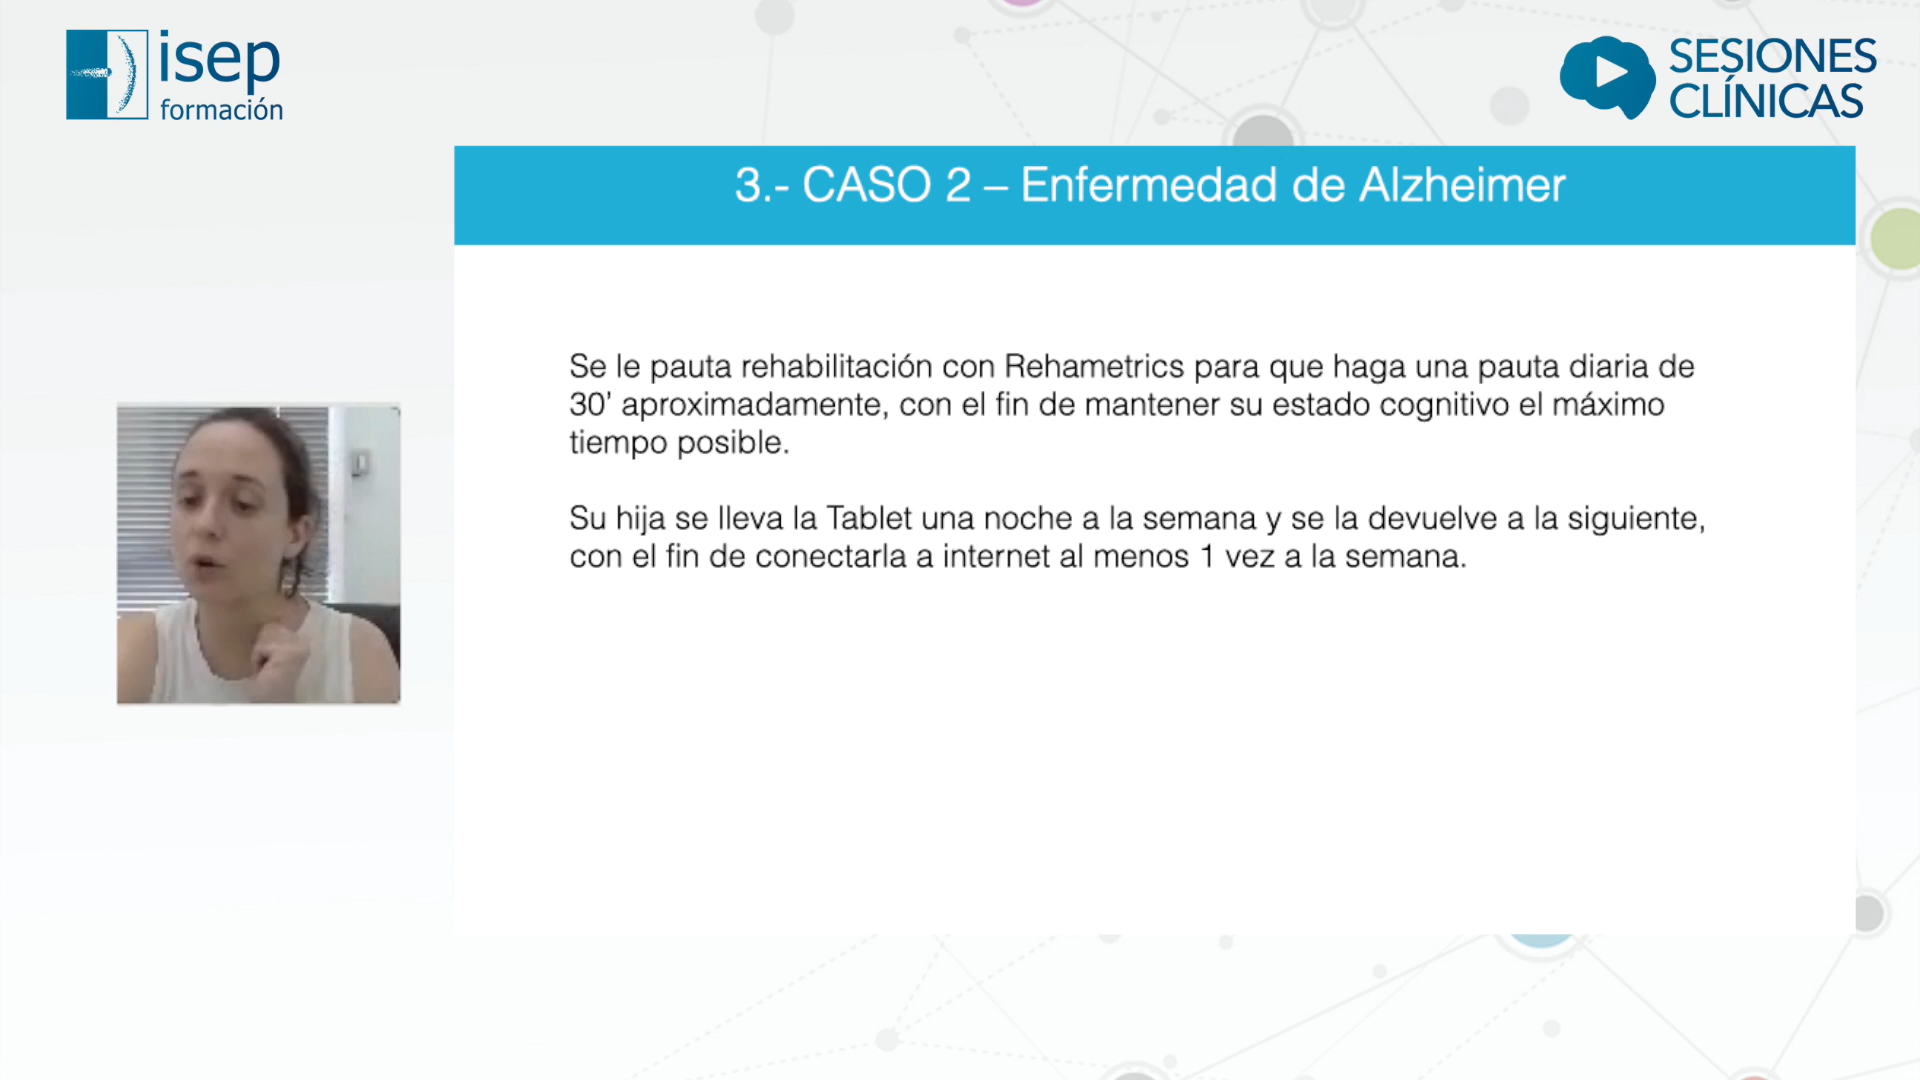 isep
formación
SESIONES
CLÍNICAS
3.- CASO 2 – Enfermedad de Alzheimer
Se le pauta rehabilitación con Rehametrics para que haga una pauta diaria de
30’ aproximadamente, con el fin de mantener su estado cognitivo el máximo
tiempo posible.
Su hija se lleva la Tablet una noche a la semana y se la devuelve a la siguiente,
con el fin de conectarla a internet al menos 1 vez a la semana.